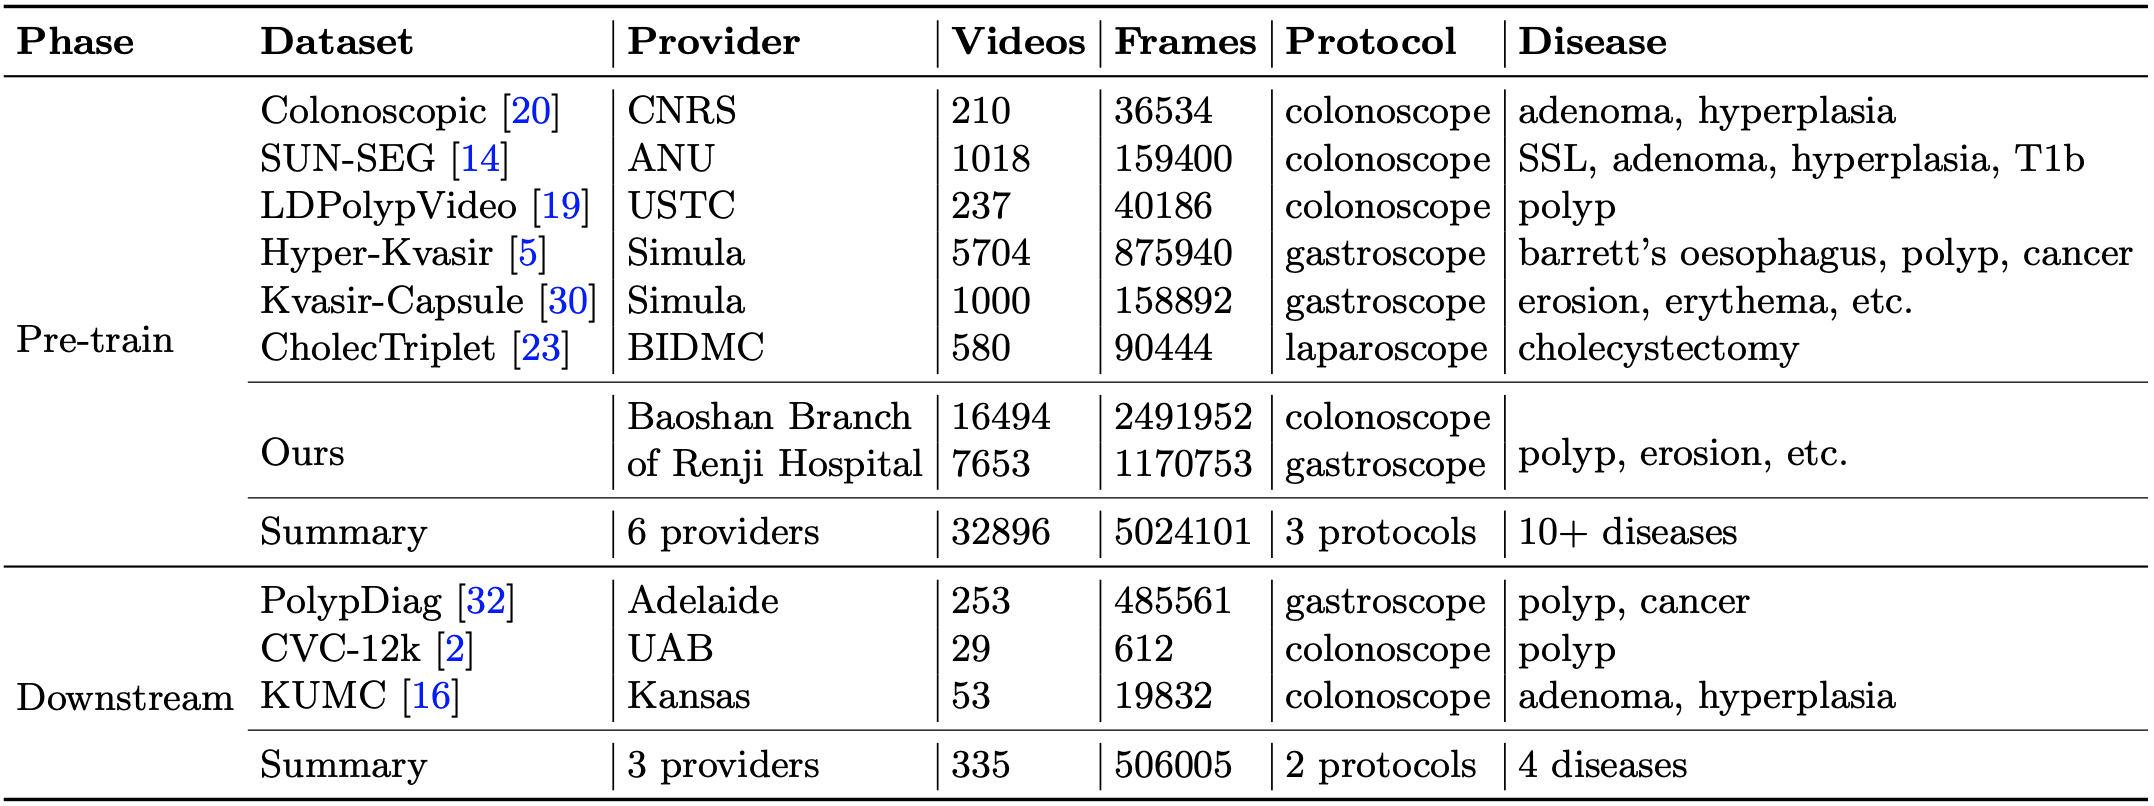 Phase Dataset Provider Videos Frames Protocol Disease
Colonoscopic [20] CNRS 210 36534 colonoscope adenoma, hyperplasia
SUN-SEG [14] ANU 1018 159400 colonoscope SSL, adenoma, hyperplasia, T1b
LDPolypVideo [19] USTC 237 40186 colonoscope polyp
Hyper-Kvasir [5] Simula 5704 875940 gastroscope barrett's oesophagus, polyp, cancer
Kvasir-Capsule [30] Simula 1000 158892 gastroscope erosion, erythema, etc.
Pre-train
CholecTriplet [23] BIDMC 580 90444 laparoscope cholecystectomy
Baoshan Branch 16494 2491952 colonoscope
Ours polyp, erosion, etc.
of Renji Hospital 7653 1170753 gastroscope
Summary 6 providers 32896 5024101 3 protocols 10+ diseases
PolypDiag [32] Adelaide 253 485561 gastroscope polyp, cancer
CVC-12k [2] UAB 29 612 colonoscope polyp
Downstream KUMC [16] Kansas 53 19832 colonoscope adenoma, hyperplasia
Summary 3 providers 335 506005 2 protocols 4 diseases